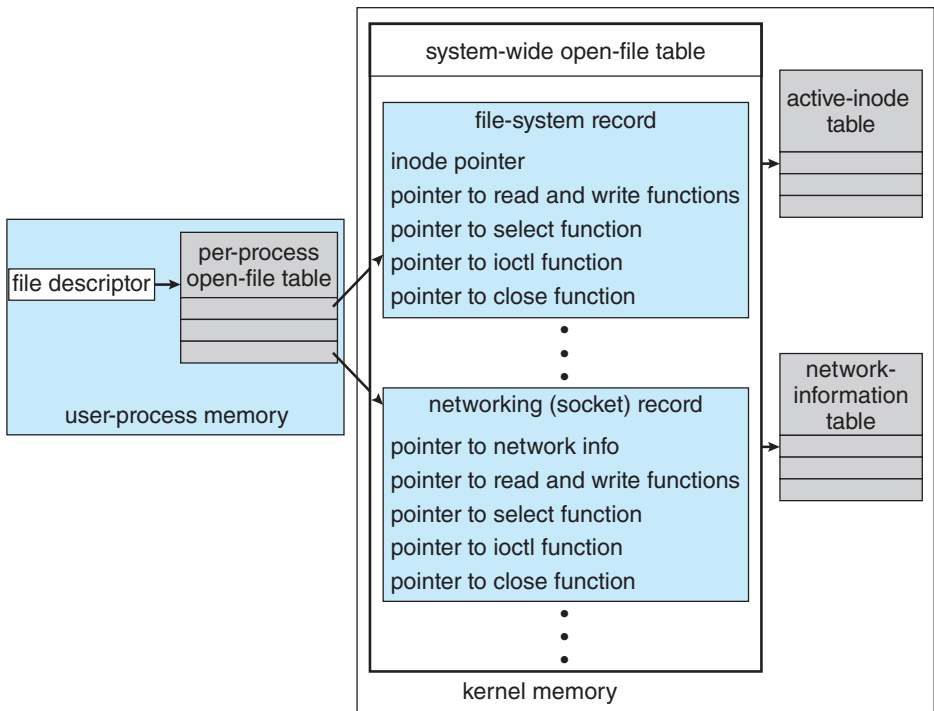 system-wide open-file table
file-system record
inode pointer
pointer to read and write functions
pointer to select function
pointer to ioctl function
pointer to close function
active-inode
table
per-process
open-file table
file descriptor
user-process memory
networking (socket) record
pointer to network info
pointer to read and write functions
pointer to select function
pointer to ioctl function
pointer to close function
network-
information
table
kernel memory